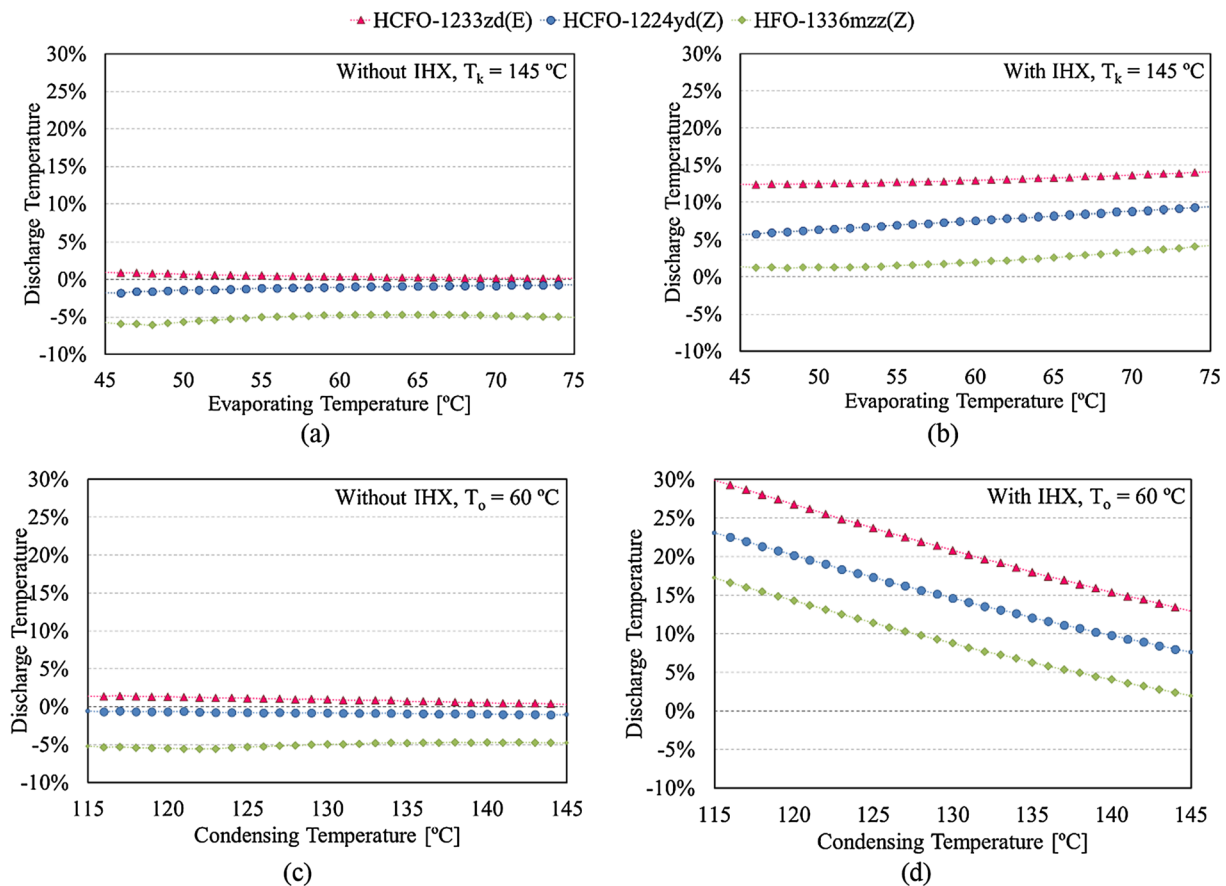 HCFO-1233zd(E) HCFO-1224yd(Z) HFO-1336mzz(Z)
Without IHX, Tk = 145 ºC
30%
25%
20%
15%
10%
5%
0%
-5%
-10%
Discharge Temperature
45 50 55 60 65 70 75
Evaporating Temperature [ºC]
(a)
With IHX, Tk = 145 ºC
30%
25%
20%
15%
10%
5%
0%
-5%
-10%
Discharge Temperature
45 50 55 60 65 70 75
Evaporating Temperature [ºC]
(b)
Without IHX, To = 60 ºC
30%
25%
20%
15%
10%
5%
0%
-5%
-10%
Discharge Temperature
115 120 125 130 135 140 145
Condensing Temperature [ºC]
(c)
With IHX, To = 60 ºC
30%
25%
20%
15%
10%
5%
0%
-5%
-10%
Discharge Temperature
115 120 125 130 135 140 145
Condensing Temperature [ºC]
(d)